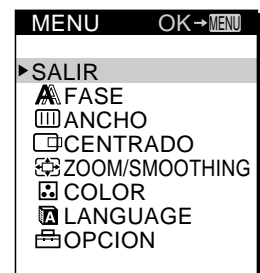 MENU OK→MENU
SALIR
FASE
ANCHO
CENTRADO
ZOOM/SMOOTHING
COLOR
LANGUAGE
OPCION